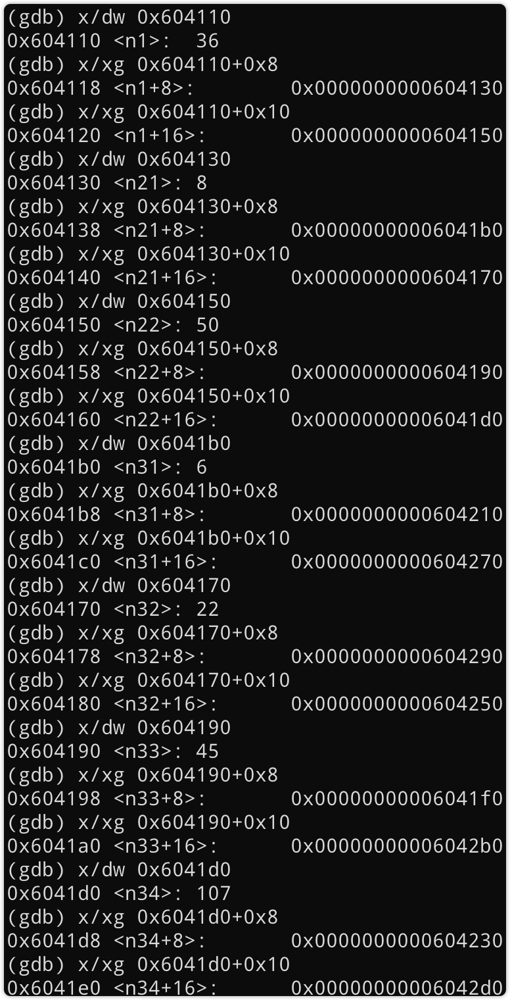 (gdb) x/dw 0x604110
0x604110 <n1>:  36
(gdb) x/xg 0x604110+0x8
0x604118 <n1+8>:        0x0000000000604130
(gdb) x/xg 0x604110+0x10
0x604120 <n1+16>:       0x0000000000604150
(gdb) x/dw 0x604130
0x604130 <n21>: 8
(gdb) x/xg 0x604130+0x8
0x604138 <n21+8>:       0x00000000006041b0
(gdb) x/xg 0x604130+0x10
0x604140 <n21+16>:      0x0000000000604170
(gdb) x/dw 0x604150
0x604150 <n22>: 50
(gdb) x/xg 0x604150+0x8
0x604158 <n22+8>:       0x0000000000604190
(gdb) x/xg 0x604150+0x10
0x604160 <n22+16>:      0x00000000006041d0
(gdb) x/dw 0x6041b0
0x6041b0 <n31>: 6
(gdb) x/xg 0x6041b0+0x8
0x6041b8 <n31+8>:       0x0000000000604210
(gdb) x/xg 0x6041b0+0x10
0x6041c0 <n31+16>:      0x0000000000604270
(gdb) x/dw 0x604170
0x604170 <n32>: 22
(gdb) x/xg 0x604170+0x8
0x604178 <n32+8>:       0x0000000000604290
(gdb) x/xg 0x604170+0x10
0x604180 <n32+16>:      0x0000000000604250
(gdb) x/dw 0x604190
0x604190 <n33>: 45
(gdb) x/xg 0x604190+0x8
0x604198 <n33+8>:       0x00000000006041f0
(gdb) x/xg 0x604190+0x10
0x6041a0 <n33+16>:      0x00000000006042b0
(gdb) x/dw 0x6041d0
0x6041d0 <n34>: 107
(gdb) x/xg 0x6041d0+0x8
0x6041d8 <n34+8>:       0x0000000000604230
(gdb) x/xg 0x6041d0+0x10
0x6041e0 <n34+16>:      0x00000000006042d0